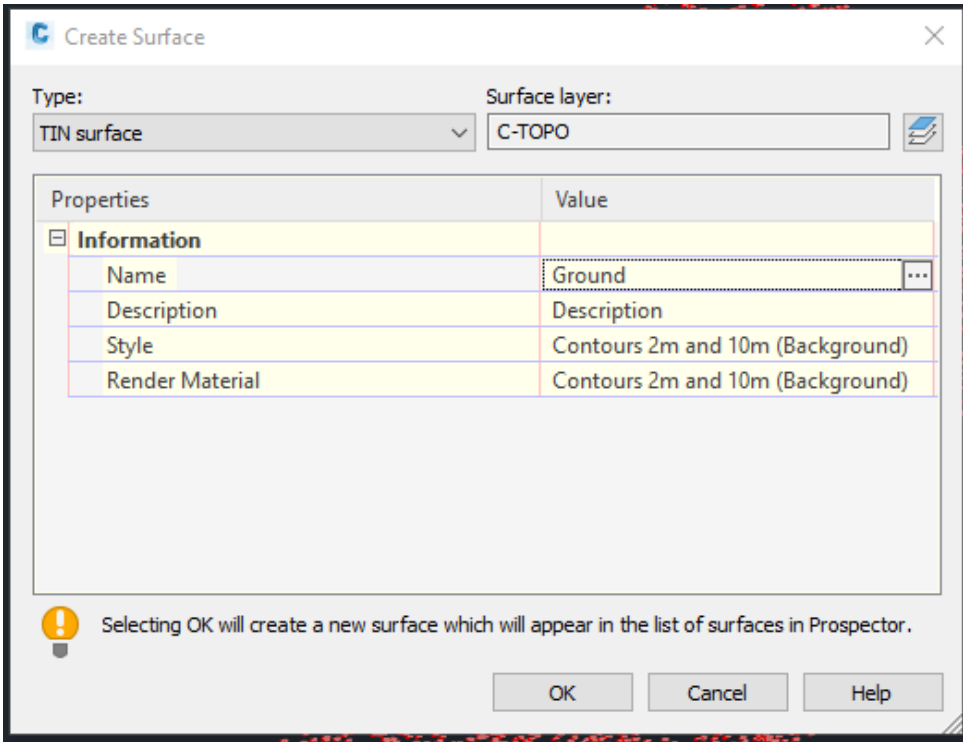 Create Surface
Type:
Surface layer:
TIN surface
C-TOPO
Properties Value
Information
Name Ground ...
Description Description
Style Contours 2m and 10m (Background)
Render Material Contours 2m and 10m (Background)
Selecting OK will create a new surface which will appear in the list of surfaces in Prospector.
OK Cancel Help